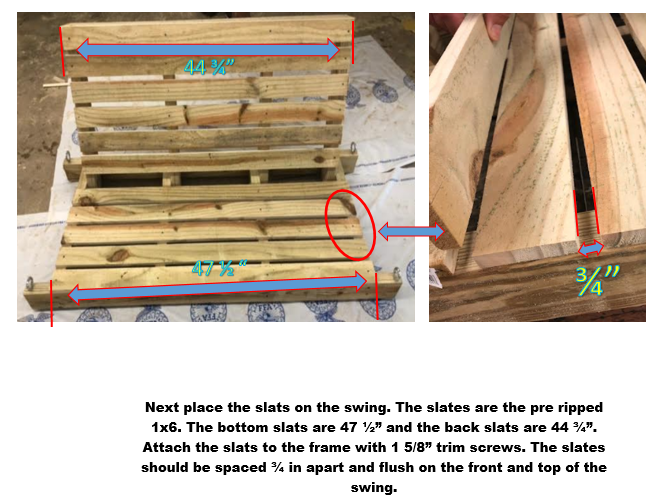 44 ¾”
47 ½”
¾”
Next place the slats on the swing. The slates are the pre ripped
1x6. The bottom slats are 47 ½” and the back slats are 44 ¾”.
Attach the slats to the frame with 1 5/8” trim screws. The slates
should be spaced ¾ in apart and flush on the front and top of the
swing.